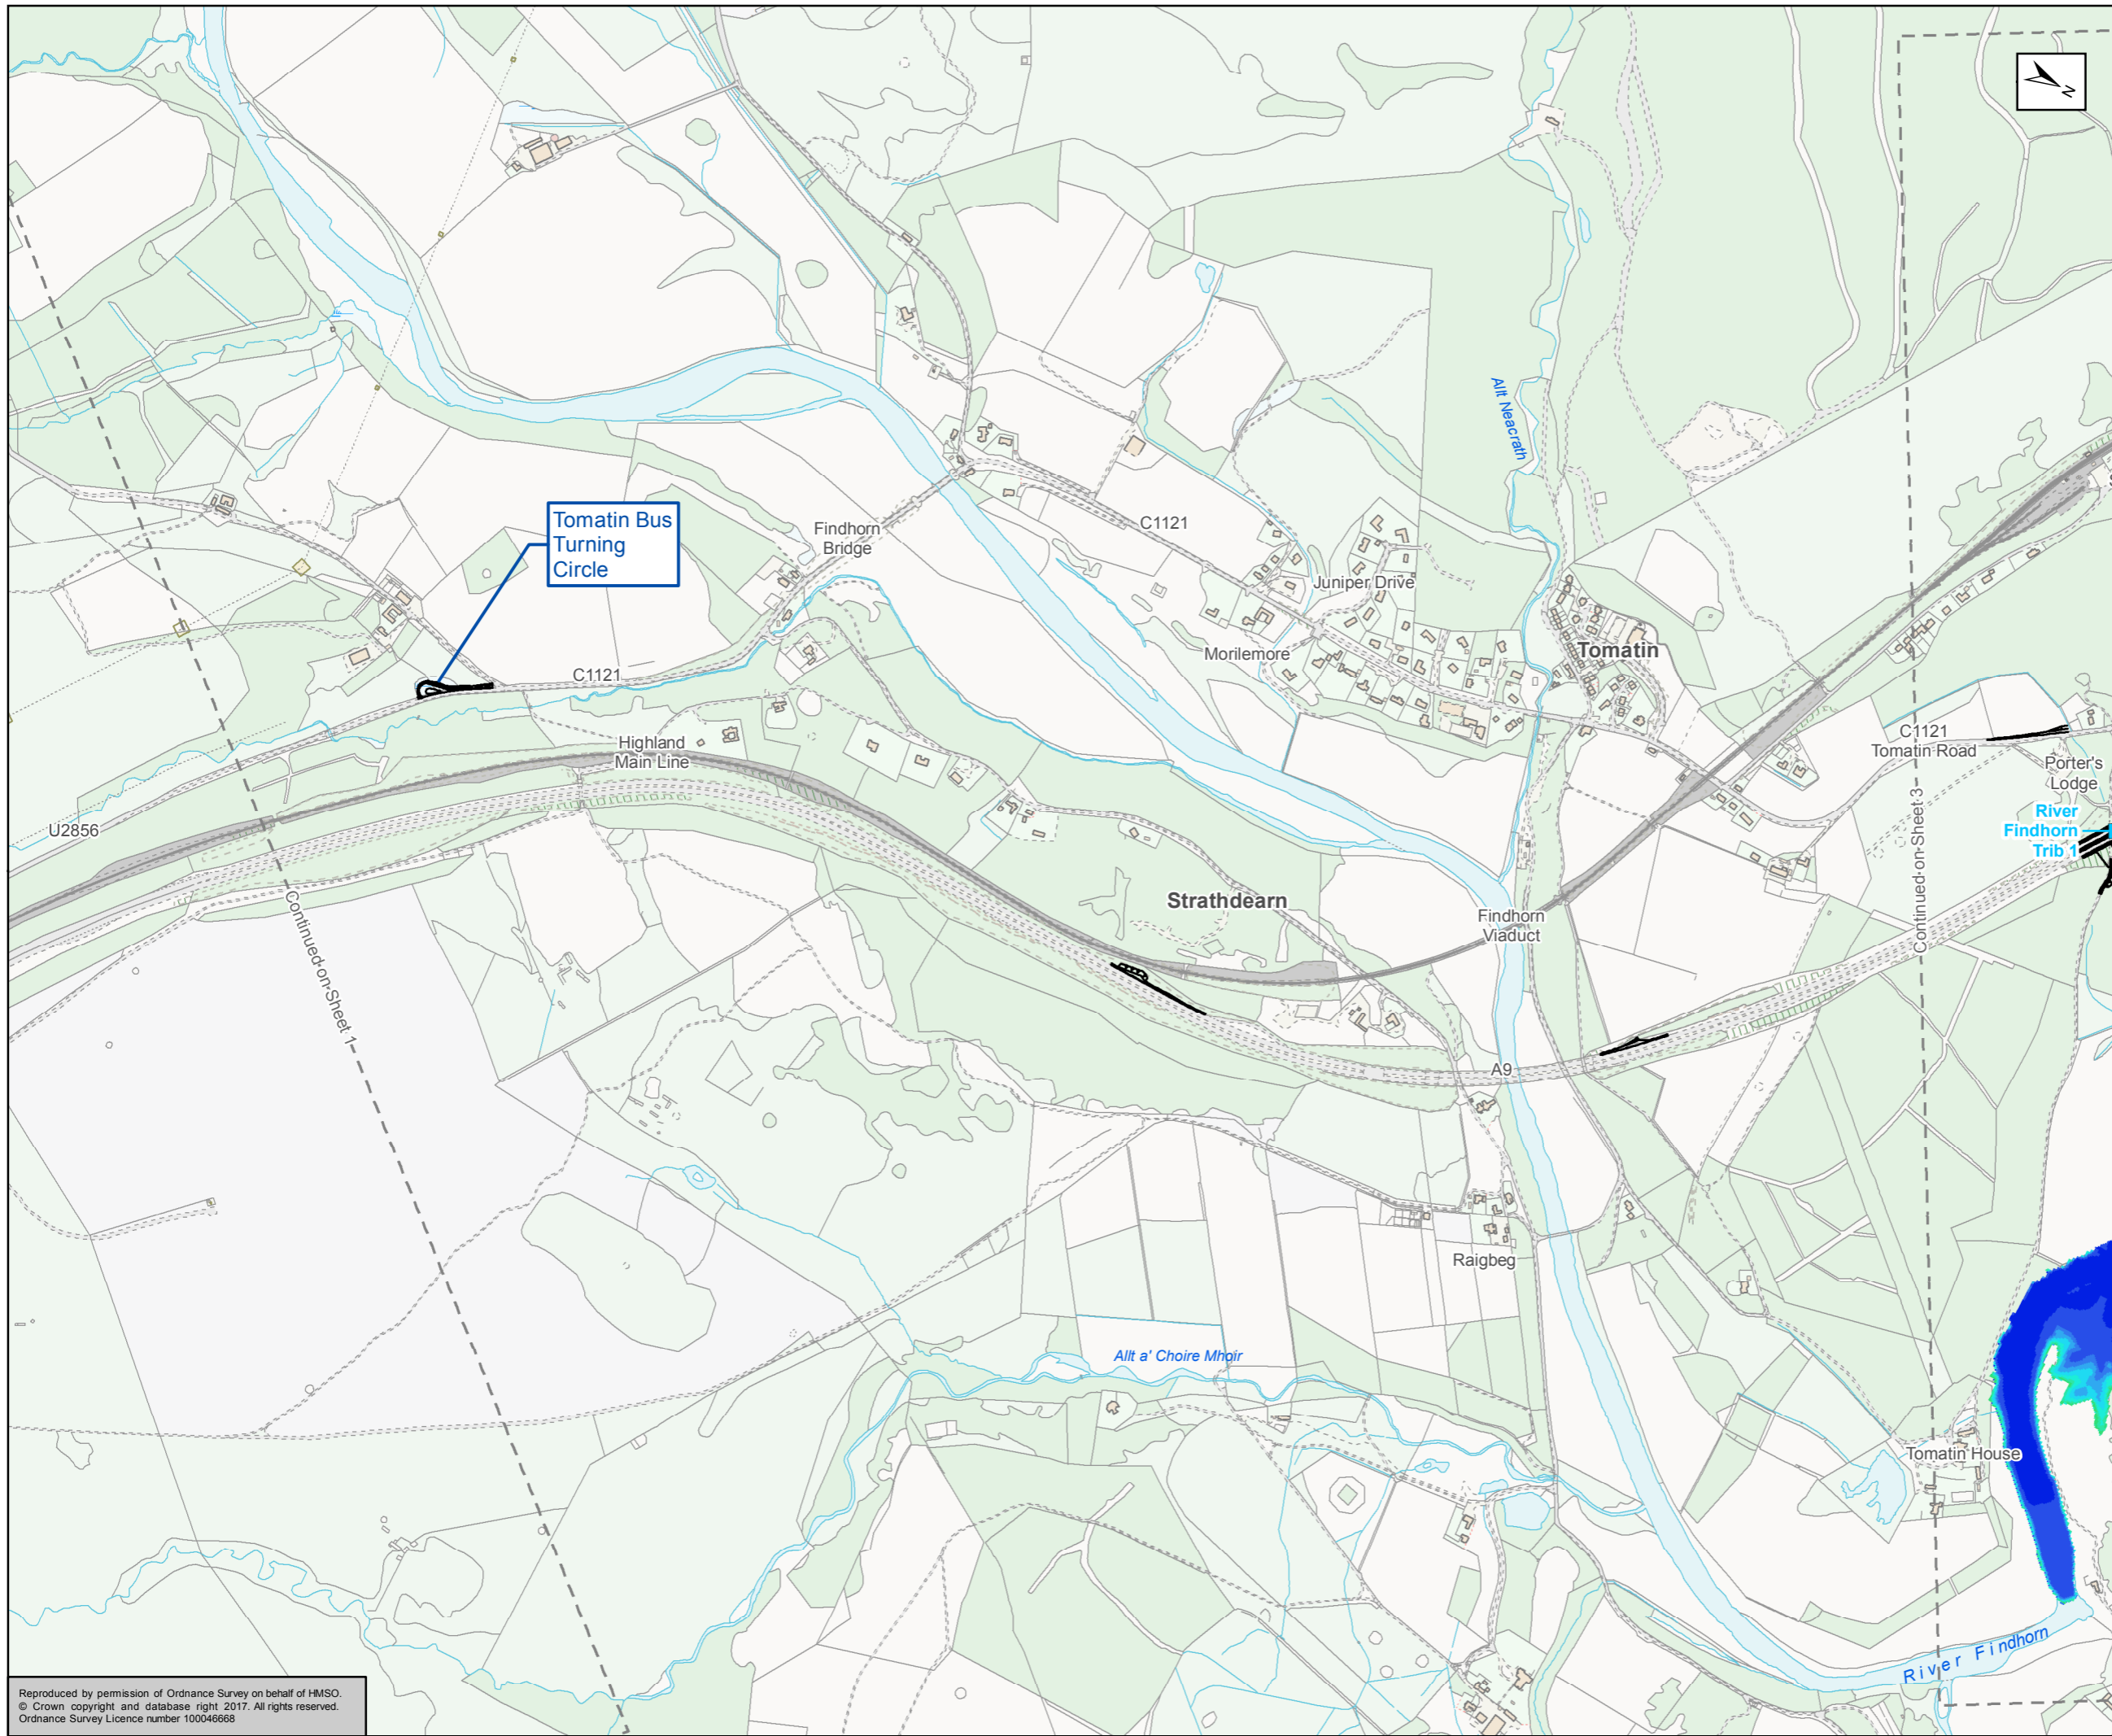 N
Allt Neacrath
Tomatin Bus
Turning
Circle
Findhorn
Bridge
C1121
Juniper Drive
Morilemore
Tomatin
C1121
Highland
Main Line
C1121
Tomatin Road
Porter's
Lodge
River
Findhorn
Trib 1
U2856
Continued on Sheet 1
Continued on Sheet 3
Strathdearn
Findhorn
Viaduct
A9
Raigbeg
Allt a' Choire Mhoir
Tomatin House
River Findhorn
Reproduced by permission of Ordnance Survey on behalf of HMSO.
© Crown copyright and database right 2017. All rights reserved.
Ordnance Survey Licence number 100046668